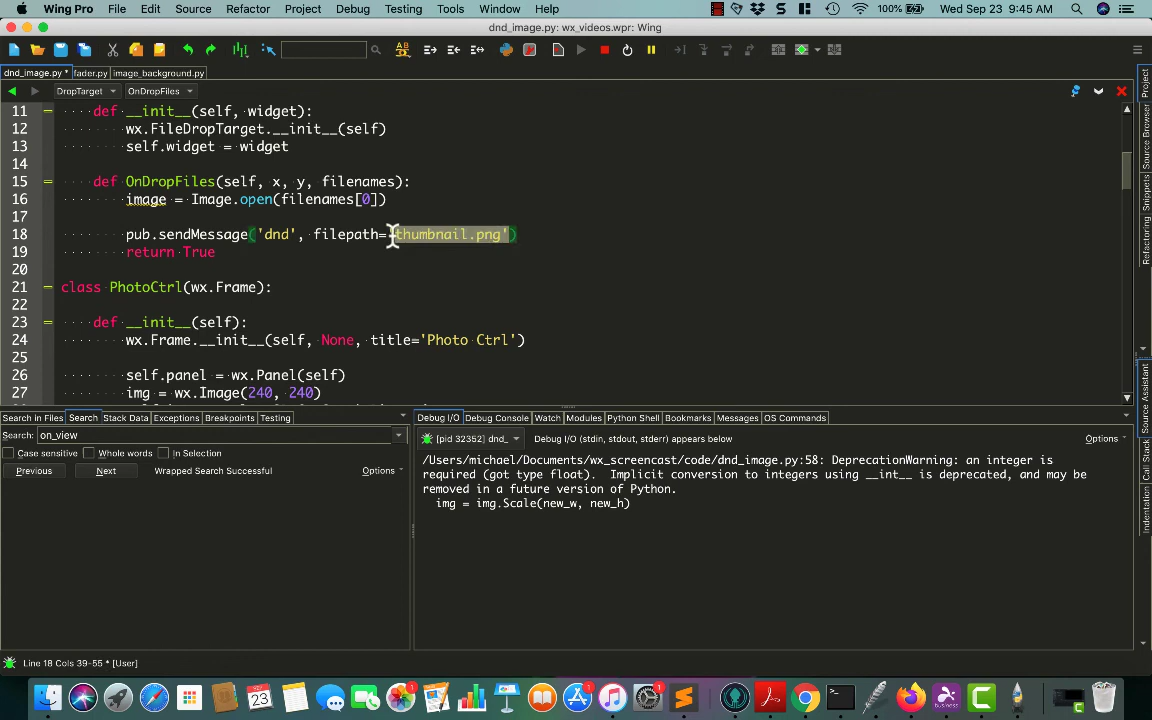 Wing Pro File Edit Source Refactor Project Debug Testing Tools Window Help 100% Wed Sep 23 9:45 AM
dnd_image.py: wx_videos.wpr: Wing
dnd_image.py * fader.py image_background.py
DropTarget OnDropFiles
11 def __init__(self, widget):
12 wx.FileDropTarget.__init__(self)
13 self.widget = widget
14
15 def OnDropFiles(self, x, y, filenames):
16 image = Image.open(filenames[0])
17
18 pub.sendMessage('dnd', filepath='thumbnail.png')
19 return True
20
21 class PhotoCtrl(wx.Frame):
22
23 def __init__(self):
24 wx.Frame.__init__(self, None, title='Photo Ctrl')
25
26 self.panel = wx.Panel(self)
27 img = wx.Image(240, 240)
Project
Source Browser
Snippets
Refactoring
Source Assistant
Call Stack
Indentation
Search in Files Search Stack Data Exceptions Breakpoints Testing
Search: on_view
Case sensitive Whole words In Selection
Previous Next Wrapped Search Successful Options
Debug I/O Debug Console Watch Modules Python Shell Bookmarks Messages OS Commands
[pid 32352] dnd_ Debug I/O (stdin, stdout, stderr) appears below Options
/Users/michael/Documents/wx_screencast/code/dnd_image.py:58: DeprecationWarning: an integer is
required (got type float). Implicit conversion to integers using __int__ is deprecated, and may be
removed in a future version of Python.
img = img.Scale(new_w, new_h)
Line 18 Cols 39-55 * [User]